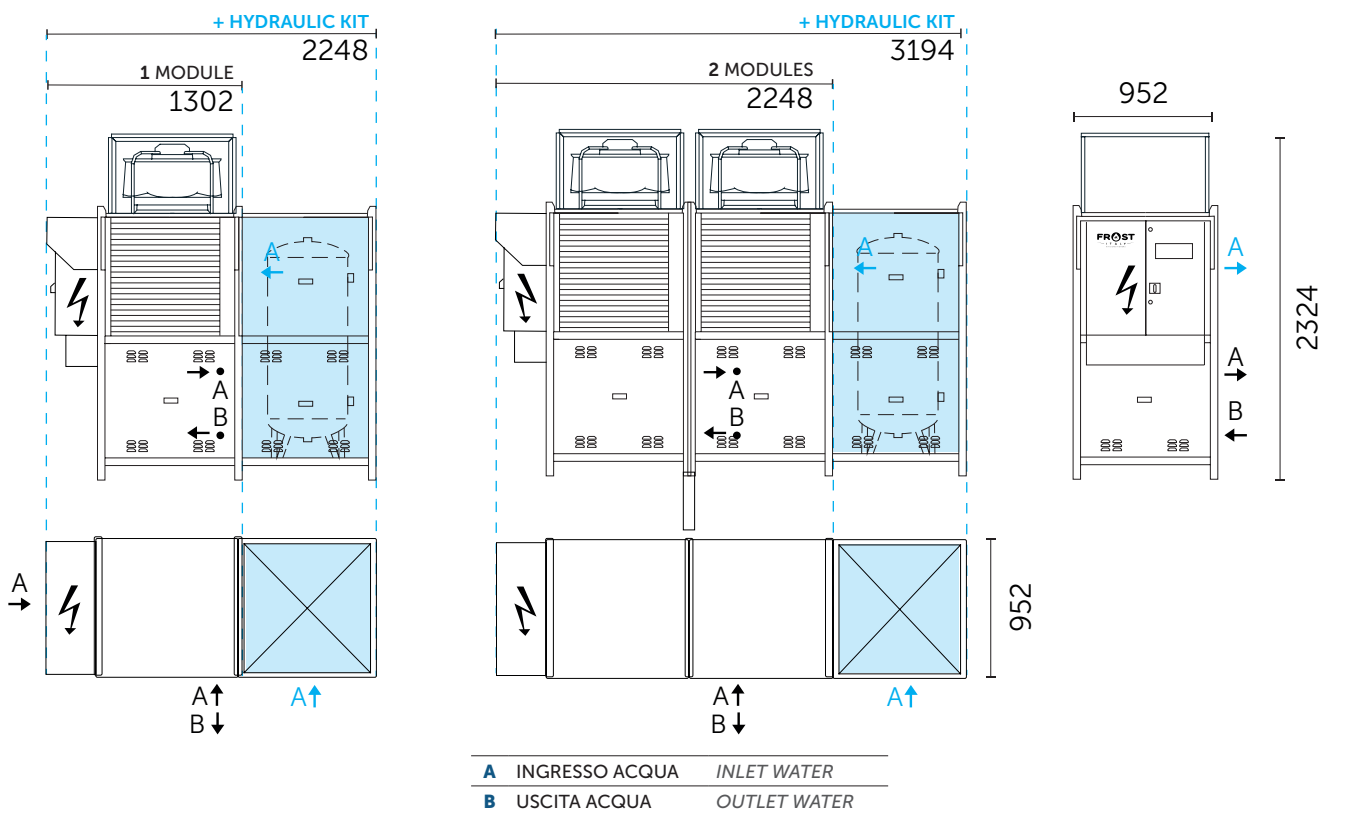 + HYDRAULIC KIT
2248
1 MODULE
1302
+ HYDRAULIC KIT
3194
2 MODULES
2248
952
2324
FROST
ITALY
A
A
B
A
A
B
A
A
B
A
A
B
A
952
A
B
A
A INGRESSO ACQUA INLET WATER
B USCITA ACQUA OUTLET WATER